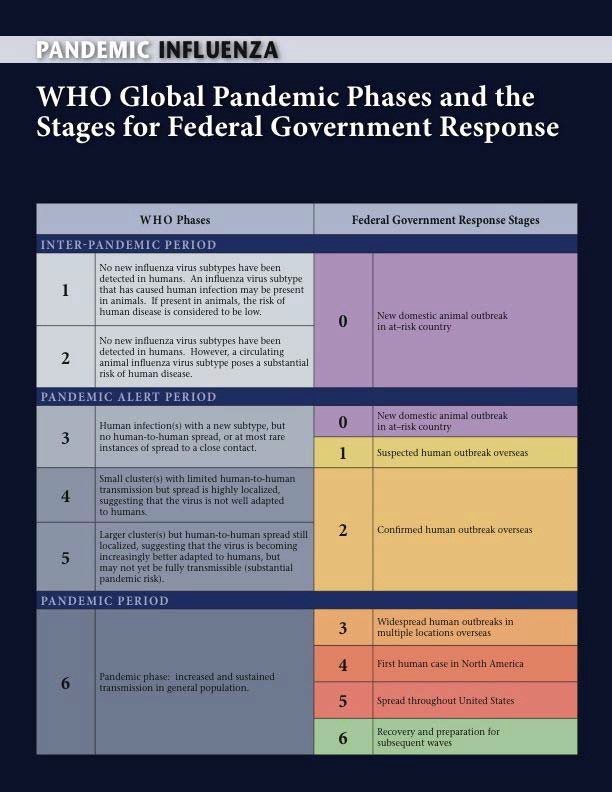 PANDEMIC INFLUENZA
WHO Global Pandemic Phases and the
Stages for Federal Government Response
WHO Phases
Federal Government Response Stages
INTER-PANDEMIC PERIOD
1
No new influenza virus subtypes have been
detected in humans. An influenza virus subtype
that has caused human infection may be present
in animals. If present in animals, the risk of
human disease is considered to be low.
2
No new influenza virus subtypes have been
detected in humans. However, a circulating
animal influenza virus subtype poses a substantial
risk of human disease.
0
New domestic animal outbreak
in at–risk country
PANDEMIC ALERT PERIOD
3
Human infection(s) with a new subtype, but
no human-to-human spread, or at most rare
instances of spread to a close contact.
0
New domestic animal outbreak
in at–risk country
1
Suspected human outbreak overseas
4
Small cluster(s) with limited human-to-human
transmission but spread is highly localized,
suggesting that the virus is not well adapted
to humans.
5
Larger cluster(s) but human-to-human spread still
localized, suggesting that the virus is becoming
increasingly better adapted to humans, but
may not yet be fully transmissible (substantial
pandemic risk).
2
Confirmed human outbreak overseas
PANDEMIC PERIOD
6
Pandemic phase: increased and sustained
transmission in general population.
3
Widespread human outbreaks in
multiple locations overseas
4
First human case in North America
5
Spread throughout United States
6
Recovery and preparation for
subsequent waves